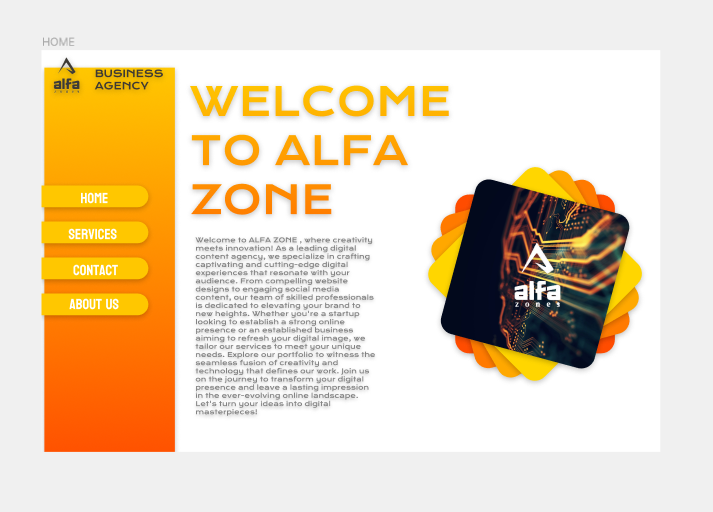 HOME
alfa
zones
BUSINESS
AGENCY
WELCOME
TO ALFA
ZONE
HOME
SERVICES
CONTACT
ABOUT US
Welcome to ALFA ZONE , where creativity
meets innovation! As a leading digital
content agency, we specialize in crafting
captivating and cutting-edge digital
experiences that resonate with your
audience. From compelling website
designs to engaging social media
content, our team of skilled professionals
is dedicated to elevating your brand to
new heights. Whether you're a startup
looking to establish a strong online
presence or an established business
aiming to refresh your digital image, we
tailor our services to meet your unique
needs. Explore our portfolio to witness the
seamless fusion of creativity and
technology that defines our work. Join us
on the journey to transform your digital
presence and leave a lasting impression
in the ever-evolving online landscape.
Let's turn your ideas into digital
masterpieces!
alfa
zones